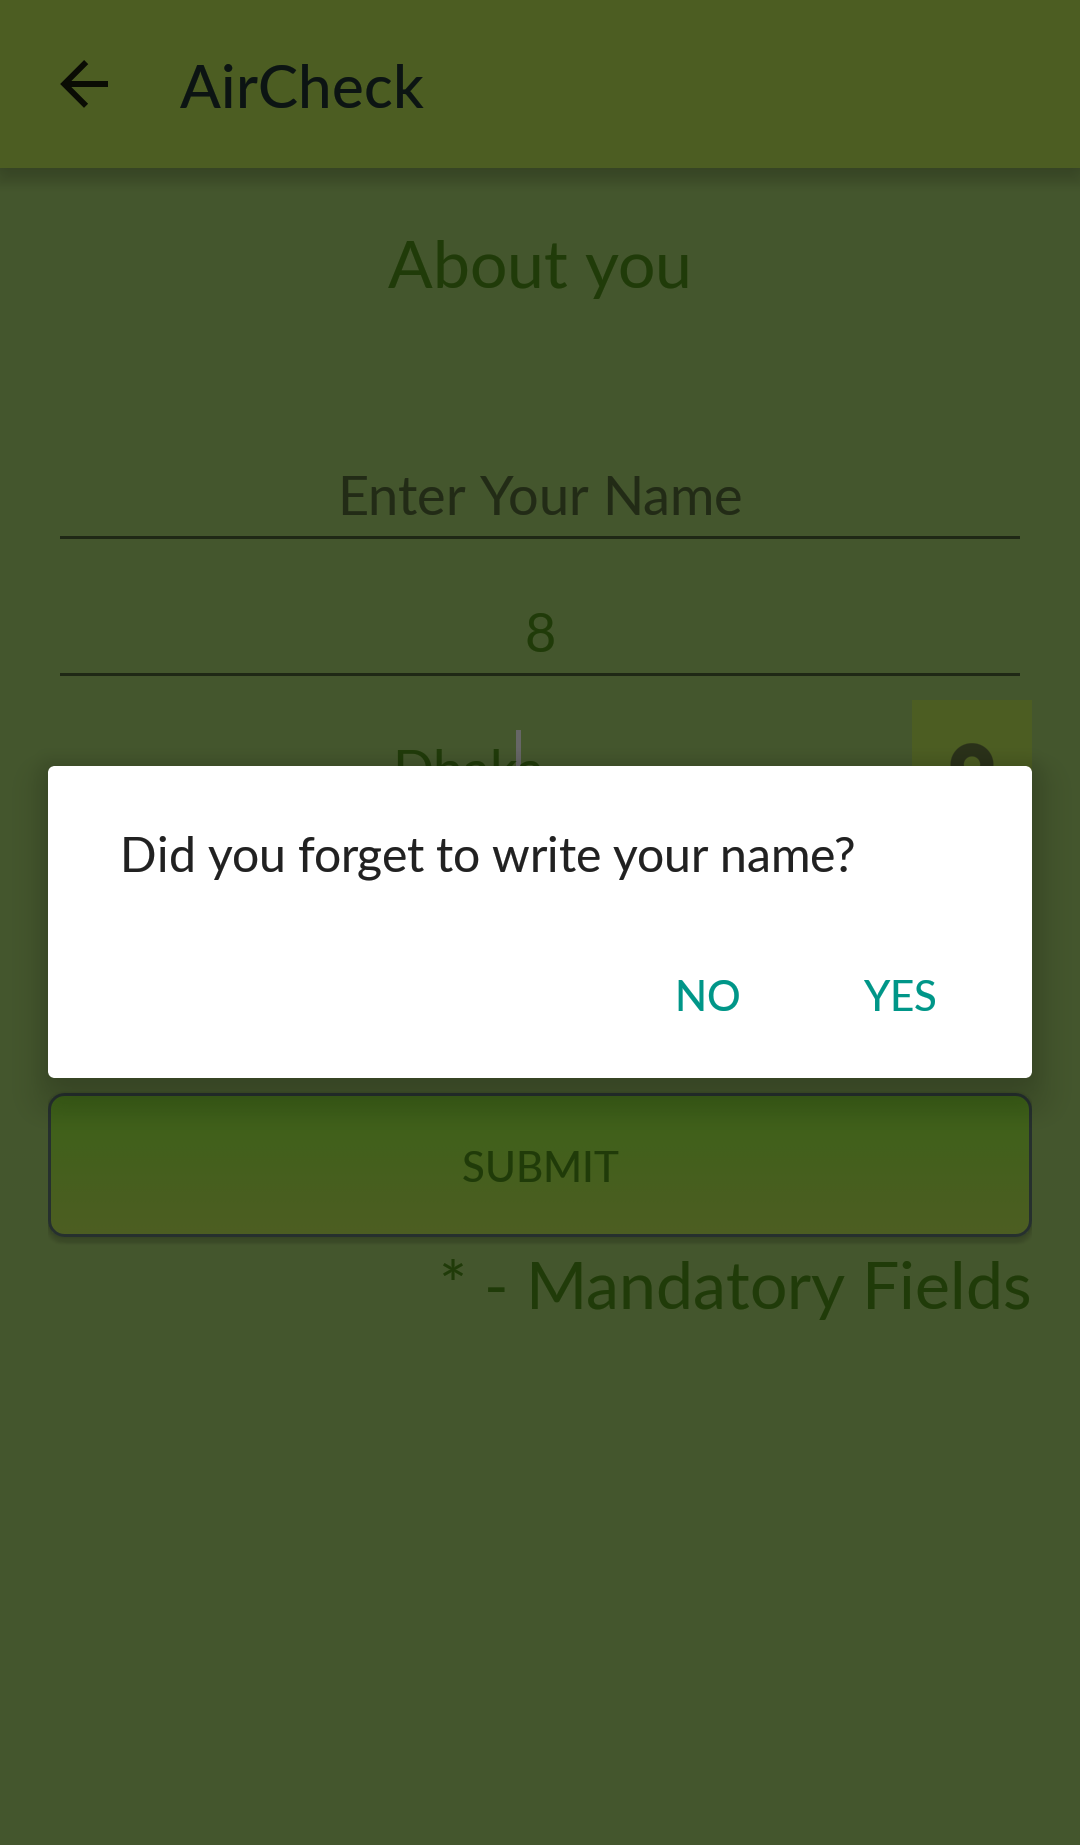 AirCheck
About you
Enter Your Name
8
Dhaka
Did you forget to write your name?
NO YES
SUBMIT
* - Mandatory Fields